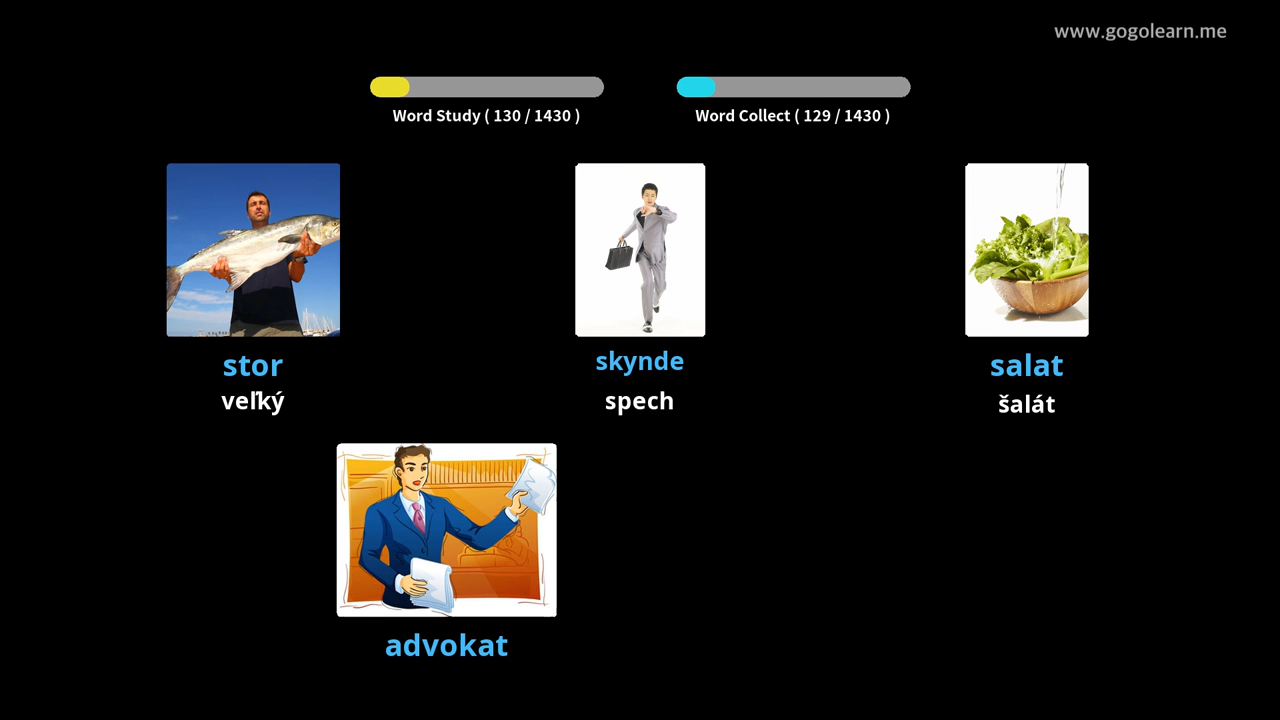 www.gogolearn.me
Word Study ( 130 / 1430 )
Word Collect ( 129 / 1430 )
stor
veľký
skynde
spech
salat
šalát
advokat